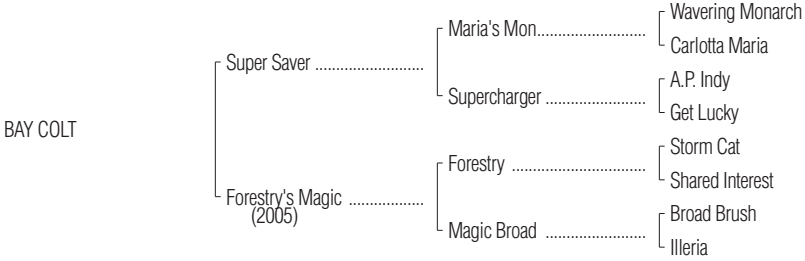 Wavering Monarch
Maria's Mon..........................
Carlotta Maria
Super Saver ..........................
A.P. Indy
Supercharger ........................
Get Lucky
BAY COLT
Storm Cat
Forestry ................................
Shared Interest
Forestry's Magic ..................
(2005)
Broad Brush
Magic Broad ........................
Illeria